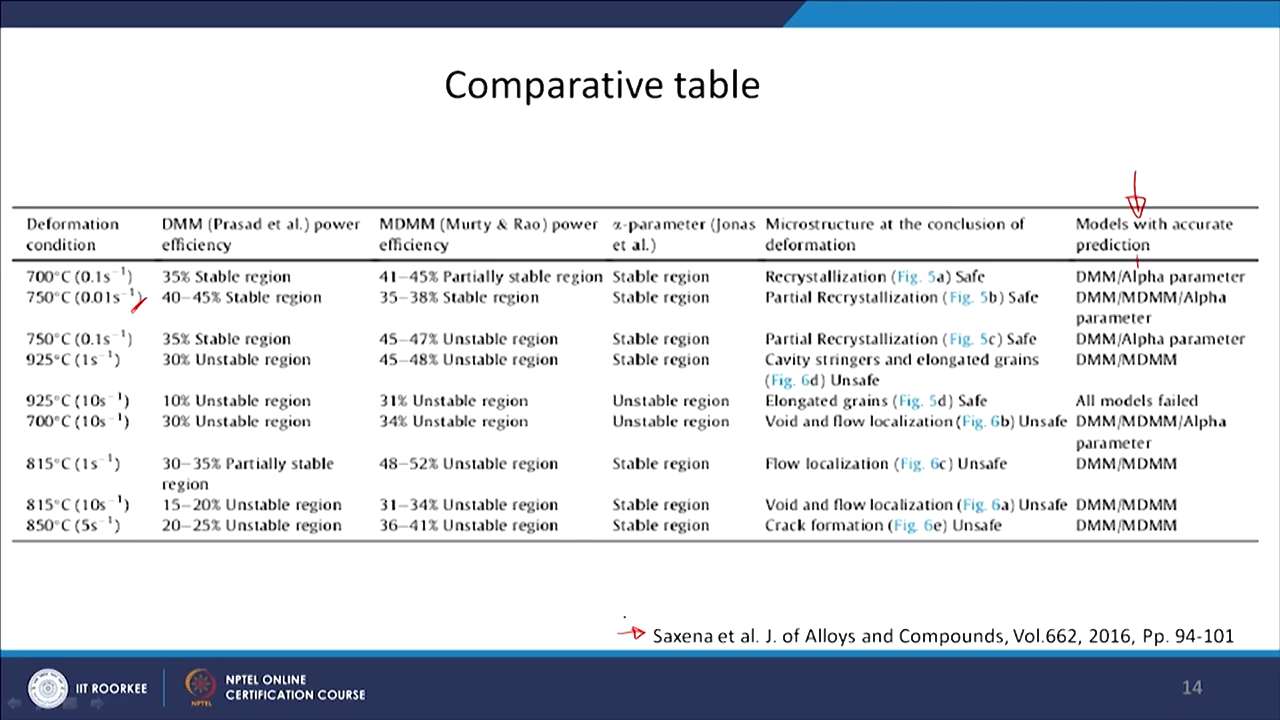 Comparative table
Deformation condition | DMM (Prasad et al.) power efficiency | MDMM (Murty & Rao) power efficiency | α-parameter (Jonas et al.) | Microstructure at the conclusion of deformation | Models with accurate prediction
700°C (0.1s⁻¹) | 35% Stable region | 41–45% Partially stable region | Stable region | Recrystallization (Fig. 5a) Safe | DMM/Alpha parameter
750°C (0.01s⁻¹) | 40–45% Stable region | 35–38% Stable region | Stable region | Partial Recrystallization (Fig. 5b) Safe | DMM/MDMM/Alpha parameter
750°C (0.1s⁻¹) | 35% Stable region | 45–47% Unstable region | Stable region | Partial Recrystallization (Fig. 5c) Safe | DMM/Alpha parameter
925°C (1s⁻¹) | 30% Unstable region | 45–48% Unstable region | Stable region | Cavity stringers and elongated grains (Fig. 6d) Unsafe | DMM/MDMM
925°C (10s⁻¹) | 10% Unstable region | 31% Unstable region | Unstable region | Elongated grains (Fig. 5d) Safe | All models failed
700°C (10s⁻¹) | 30% Unstable region | 34% Unstable region | Unstable region | Void and flow localization (Fig. 6b) Unsafe | DMM/MDMM/Alpha parameter
815°C (1s⁻¹) | 30–35% Partially stable region | 48–52% Unstable region | Stable region | Flow localization (Fig. 6c) Unsafe | DMM/MDMM
815°C (10s⁻¹) | 15–20% Unstable region | 31–34% Unstable region | Stable region | Void and flow localization (Fig. 6a) Unsafe | DMM/MDMM
850°C (5s⁻¹) | 20–25% Unstable region | 36–41% Unstable region | Stable region | Crack formation (Fig. 6e) Unsafe | DMM/MDMM
Saxena et al. J. of Alloys and Compounds, Vol.662, 2016, Pp. 94-101
IIT ROORKEE
NPTEL
NPTEL ONLINE
CERTIFICATION COURSE
14